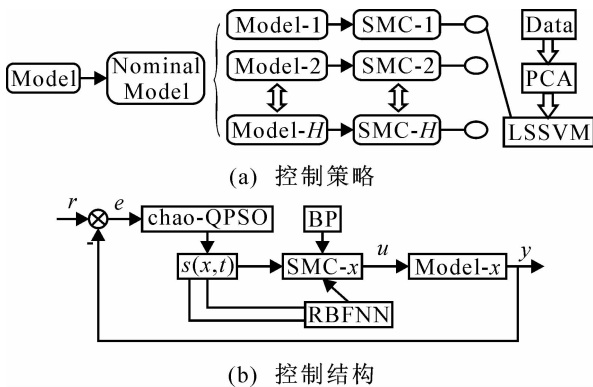 Model-1 SMC-1 Data
Model Nominal Model Model-2 SMC-2 PCA
Model-H SMC-H LSSVM
(a) 控制策略
r e chao-QPSO BP
- s(x,t) SMC-x u Model-x y
RBFNN
(b) 控制结构